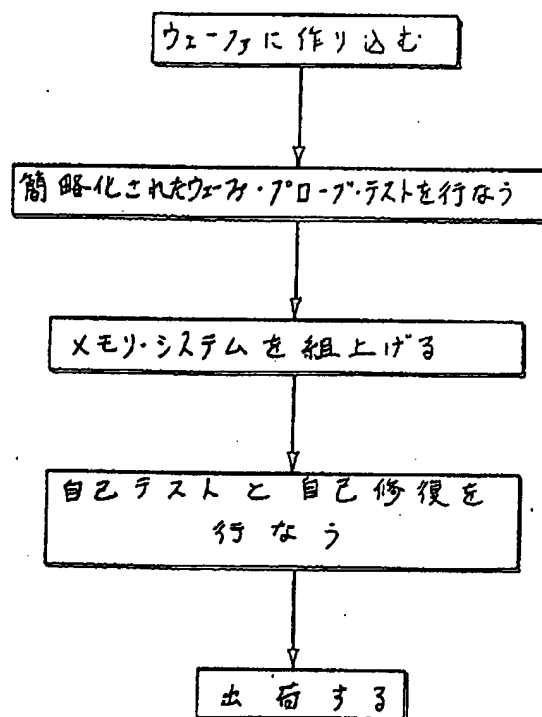 ウェーファに作り込む
簡略化されたウェーファ・プローブ・テストを行なう
メモリ・システムを組上げる
自己テストと自己修復を
行なう
出荷する